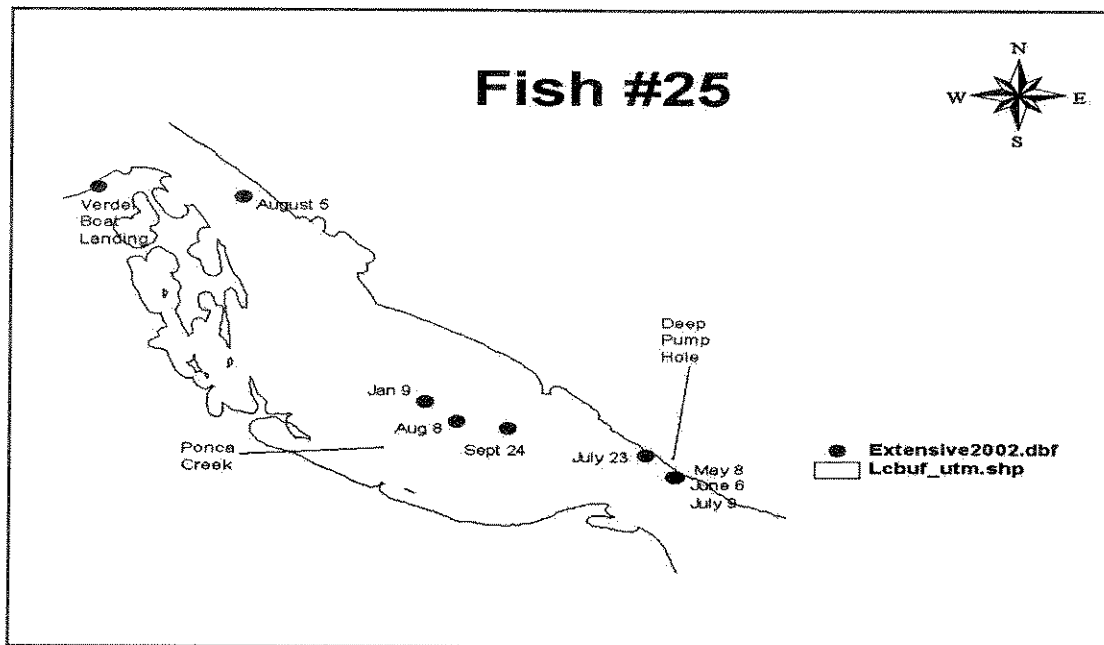 Fish #25
N
W E
S
Verdel
Boat
Landing
August 5
Deep
Pump
Hole
Jan 9
Aug 8
Sept 24
Ponca
Creek
July 23
May 8
June 6
July 9
Extensive2002.dbf
Lcbuf_utm.shp